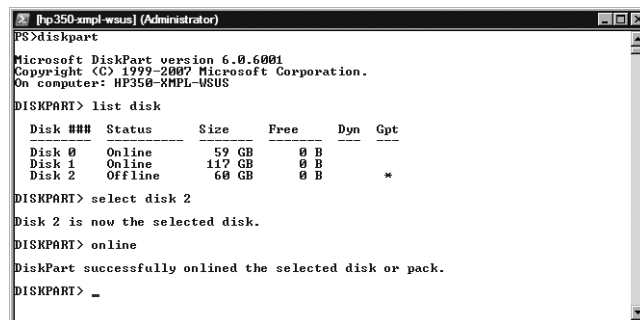 [hp350-xmpl-wsus] (Administrator)
PS>diskpart
Microsoft DiskPart version 6.0.6001
Copyright (C) 1999-2007 Microsoft Corporation.
On computer: HP350-XMPL-WSUS
DISKPART> list disk
Disk ### Status Size Free Dyn Gpt
-------- ---------- ------- ------- --- ---
Disk 0 Online 59 GB 0 B
Disk 1 Online 117 GB 0 B
Disk 2 Offline 60 GB 0 B *
DISKPART> select disk 2
Disk 2 is now the selected disk.
DISKPART> online
DiskPart successfully onlined the selected disk or pack.
DISKPART> _